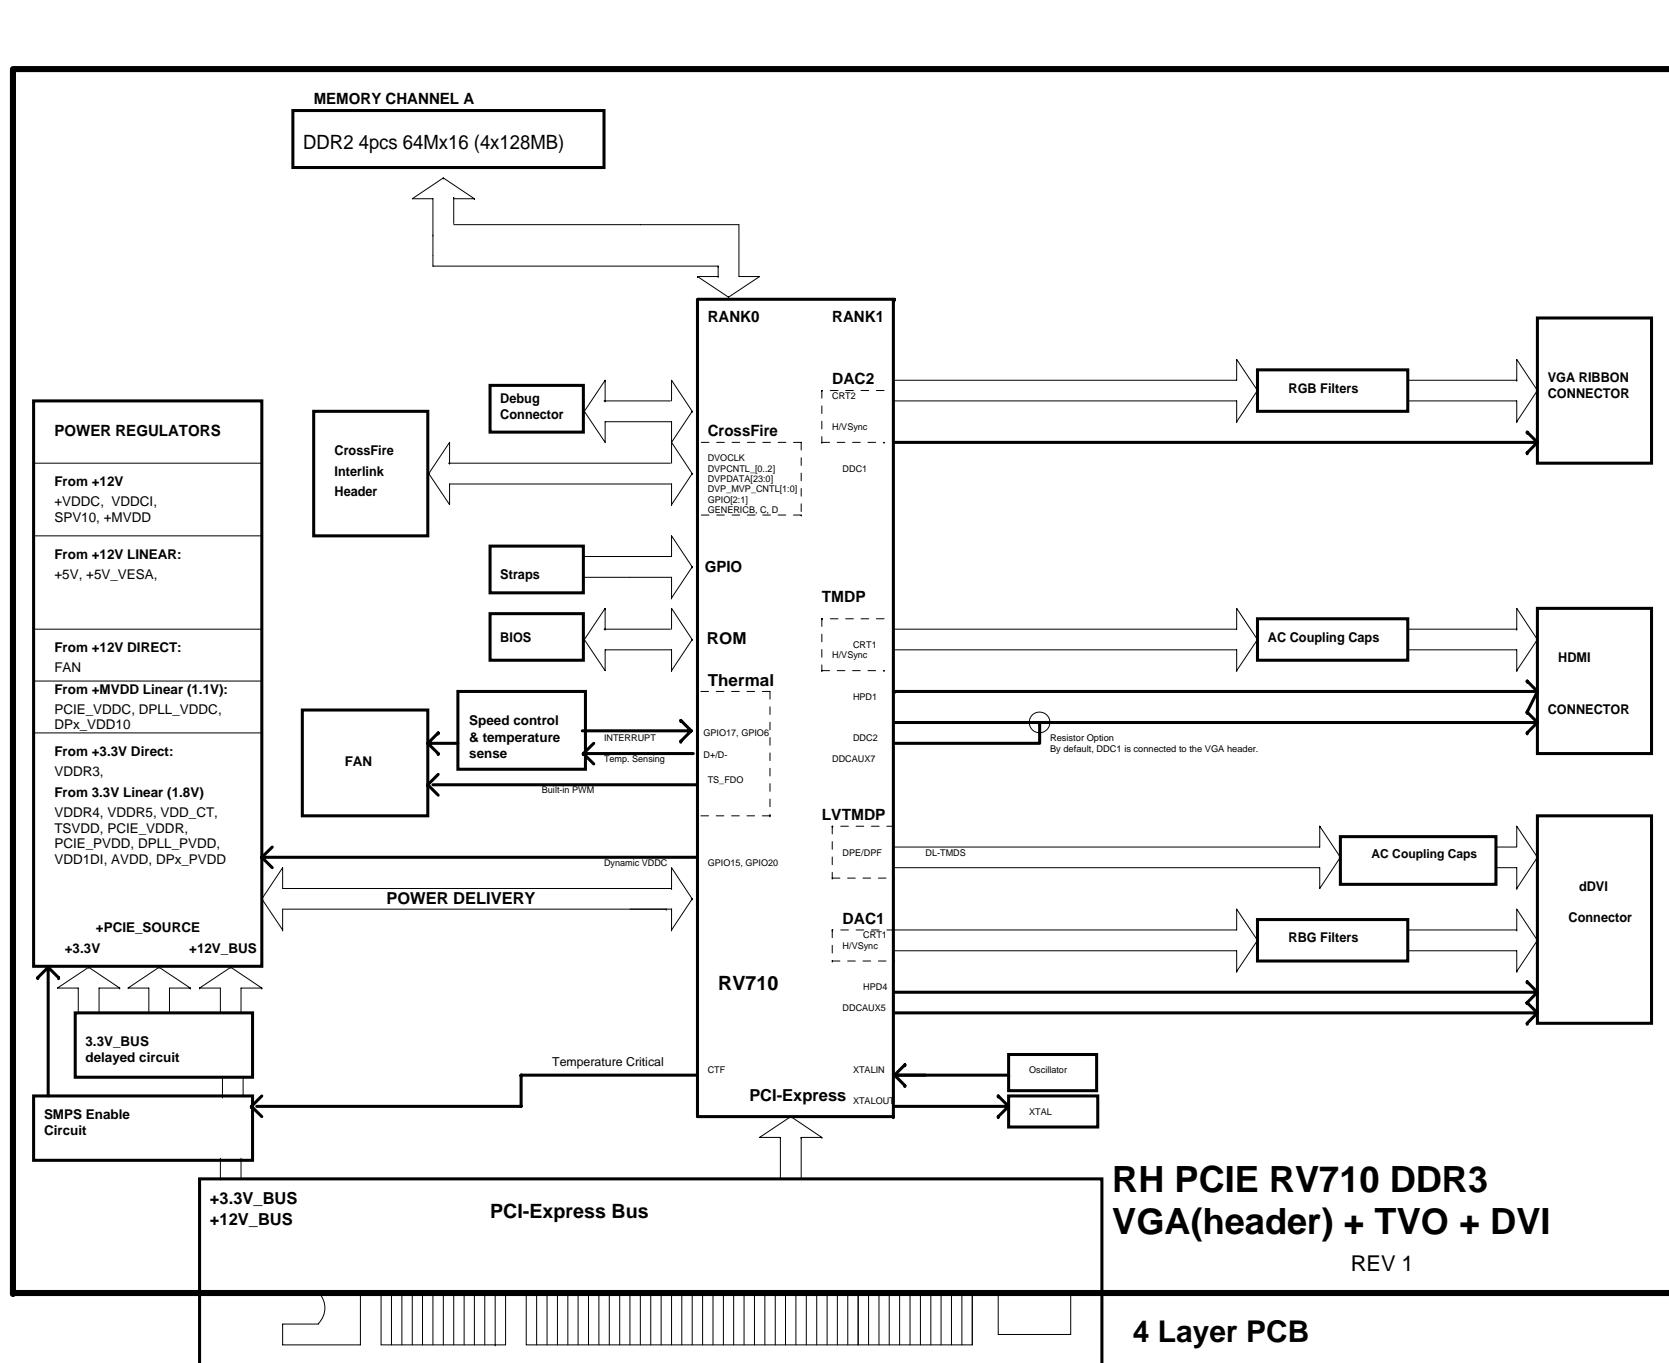 MEMORY CHANNEL A
DDR2 4pcs 64Mx16 (4x128MB)
RANK0
RANK1
POWER REGULATORS
From +12V
+VDDC, VDDCI,
SPV10, +MVDD
From +12V LINEAR:
+5V, +5V_VESA,
From +12V DIRECT:
FAN
From +MVDD Linear (1.1V):
PCIE_VDDC, DPLL_VDDC,
DPx_VDD10
From +3.3V Direct:
VDDR3,
From 3.3V Linear (1.8V)
VDDR4, VDDR5, VDD_CT,
TSVDD, PCIE_VDDR,
PCIE_PVDD, DPLL_PVDD,
VDD1DI, AVDD, DPx_PVDD
+PCIE_SOURCE
+3.3V
+12V_BUS
3.3V_BUS
delayed circuit
SMPS Enable
Circuit
CrossFire
Interlink
Header
Debug
Connector
Straps
BIOS
FAN
Speed control
& temperature
sense
INTERRUPT
Temp. Sensing
Built-in PWM
Dynamic VDDC
POWER DELIVERY
Temperature Critical
CrossFire
DVOCLK
DVPCNTL_[0..2]
DVPDATA[23:0]
DVP_MVP_CNTL[1:0]
GPIO[2:1]
GENERICB, C, D
GPIO
ROM
Thermal
GPIO17, GPIO6
D+/D-
TS_FDO
GPIO15, GPIO20
RV710
CTF
PCI-Express
DAC2
CRT2
H/VSync
DDC1
TMDP
CRT1
H/VSync
HPD1
DDC2
DDCAUX7
LVTMDP
DPE/DPF
DL-TMDS
DAC1
CRT1
H/VSync
HPD4
DDCAUX5
XTALIN
XTALOUT
RGB Filters
VGA RIBBON
CONNECTOR
AC Coupling Caps
HDMI
CONNECTOR
Resistor Option
By default, DDC1 is connected to the VGA header.
AC Coupling Caps
dDVI
Connector
RBG Filters
Oscillator
XTAL
+3.3V_BUS
+12V_BUS
PCI-Express Bus
RH PCIE RV710 DDR3
VGA(header) + TVO + DVI
REV 1
4 Layer PCB